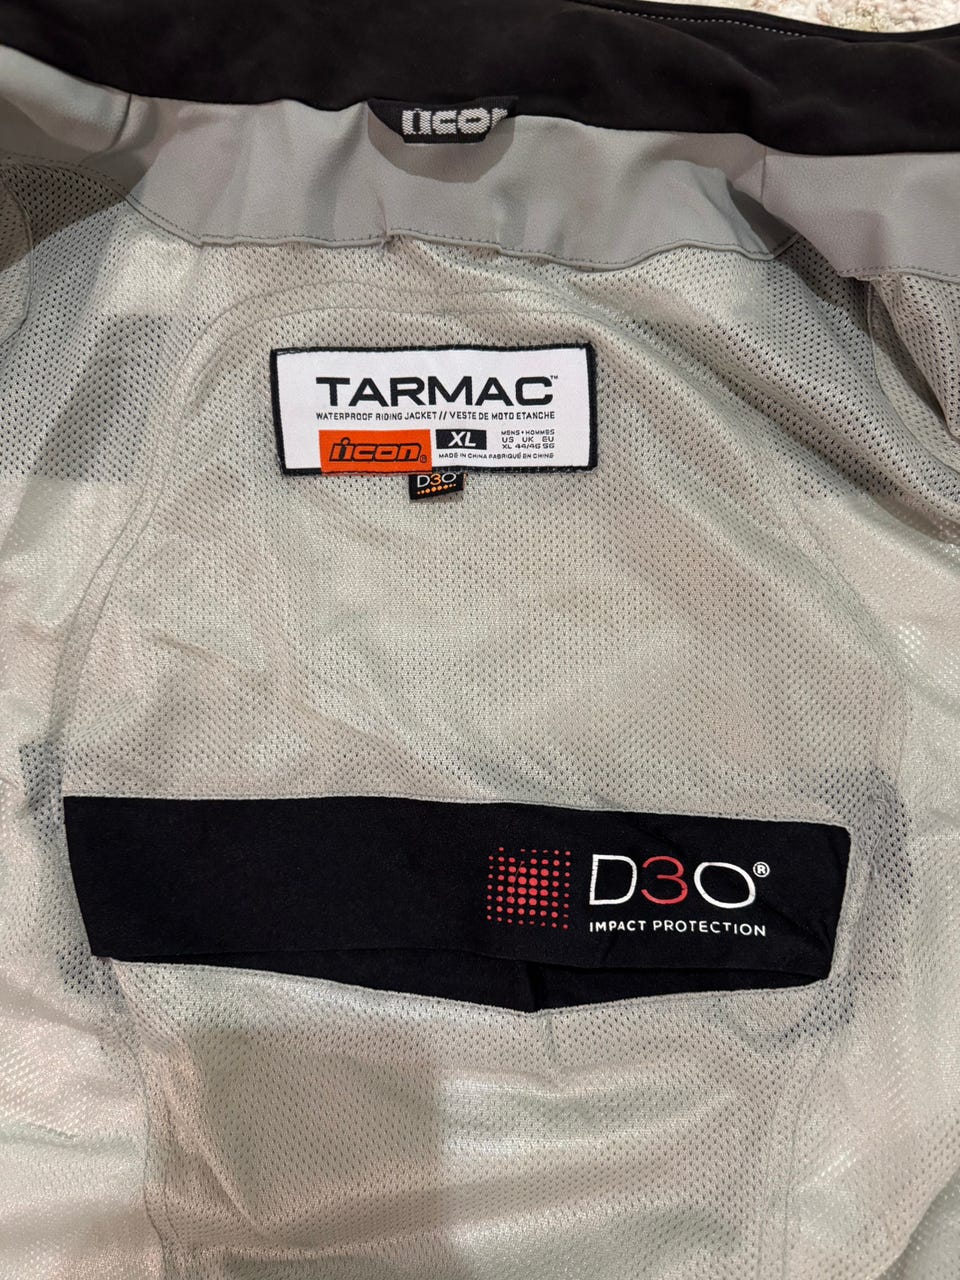 icon
TARMAC™
WATERPROOF RIDING JACKET // VESTE DE MOTO ETANCHE
icon®
XL
MENS • HOMMES
US UK EU
XL 44/46 56
MADE IN CHINA FABRIQUÉ EN CHINE
D3O
D3O®
IMPACT PROTECTION